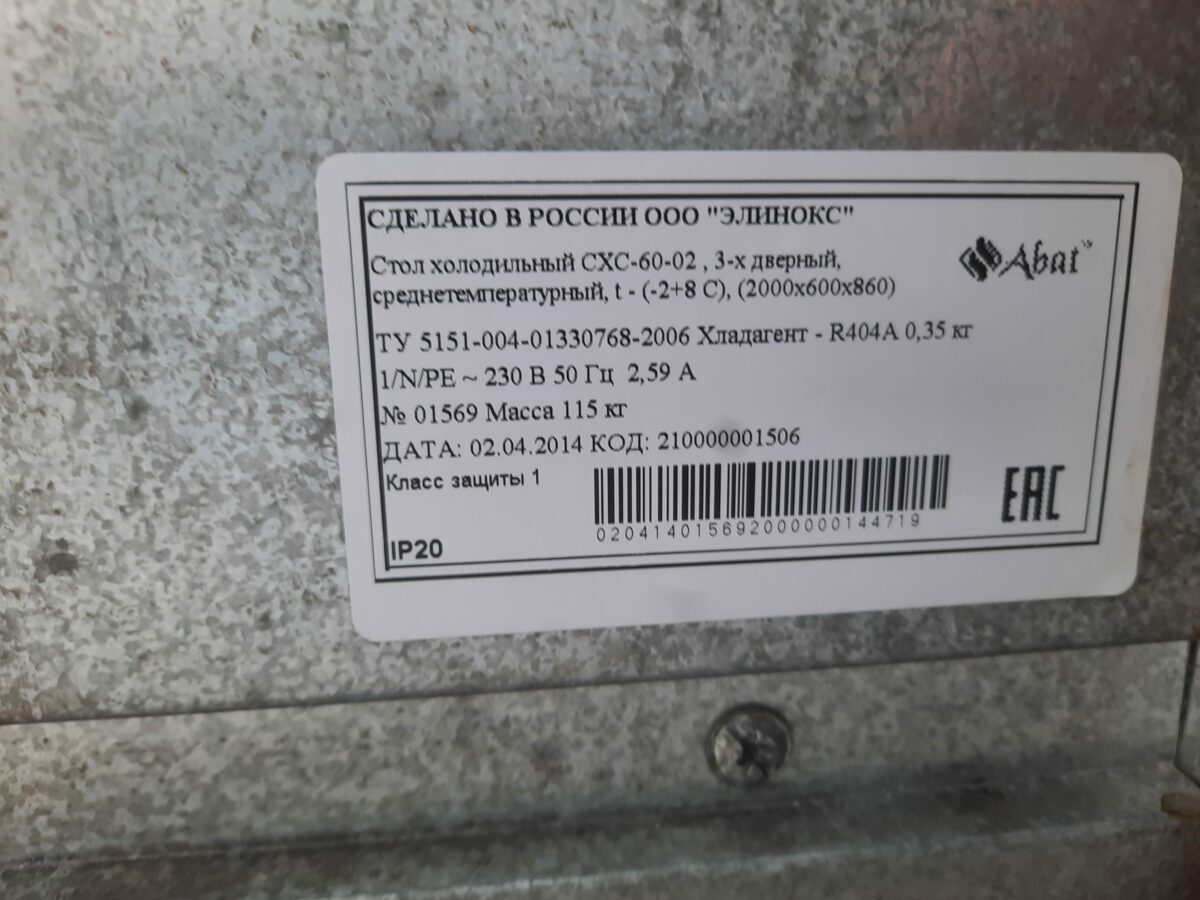 СДЕЛАНО В РОССИИ ООО "ЭЛИНОКС"
Abat™
Стол холодильный СХС-60-02 , 3-х дверный,
среднетемпературный, t - (-2+8 С), (2000х600х860)
ТУ 5151-004-01330768-2006 Хладагент - R404A 0,35 кг
1/N/PE ~ 230 В 50 Гц 2,59 А
№ 01569 Масса 115 кг
ДАТА: 02.04.2014 КОД: 210000001506
Класс защиты 1
0204140156920000000144719
EAC
IP20